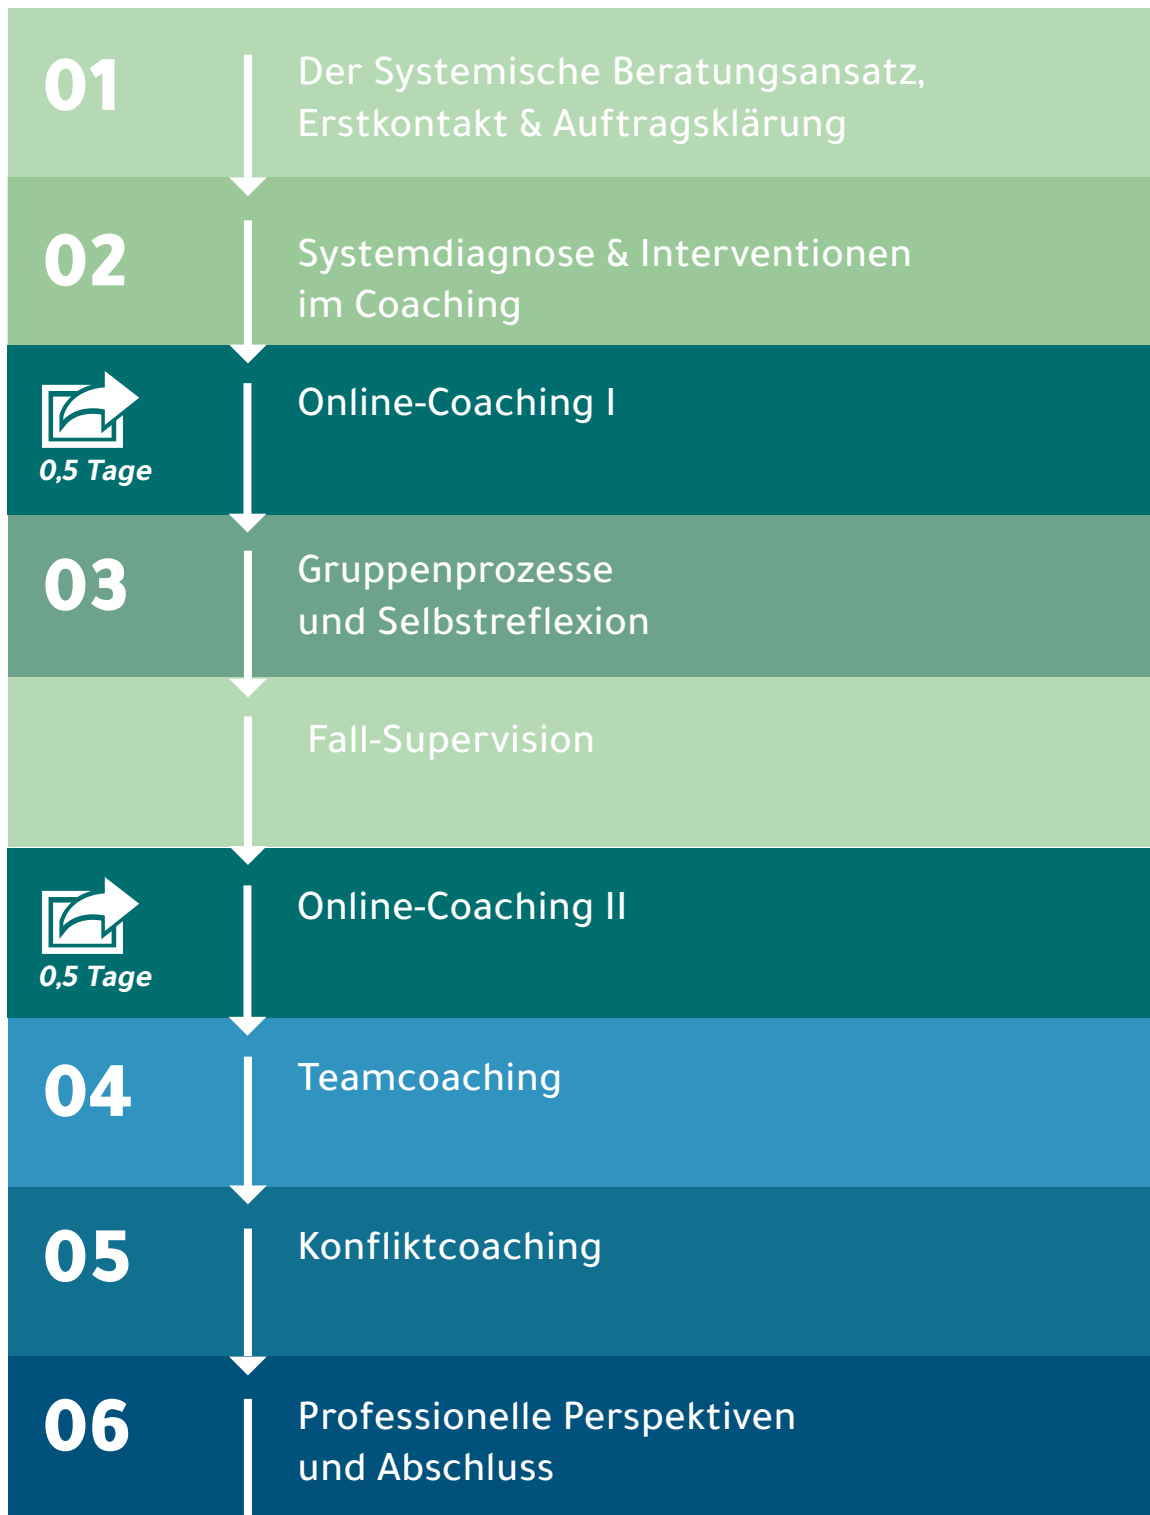 01
Der Systemische Beratungsansatz,
Erstkontakt & Auftragsklärung
02
Systemdiagnose & Interventionen
im Coaching
Online-Coaching I
0,5 Tage
03
Gruppenprozesse
und Selbstreflexion
Fall-Supervision
Online-Coaching II
0,5 Tage
04
Teamcoaching
05
Konfliktcoaching
06
Professionelle Perspektiven
und Abschluss